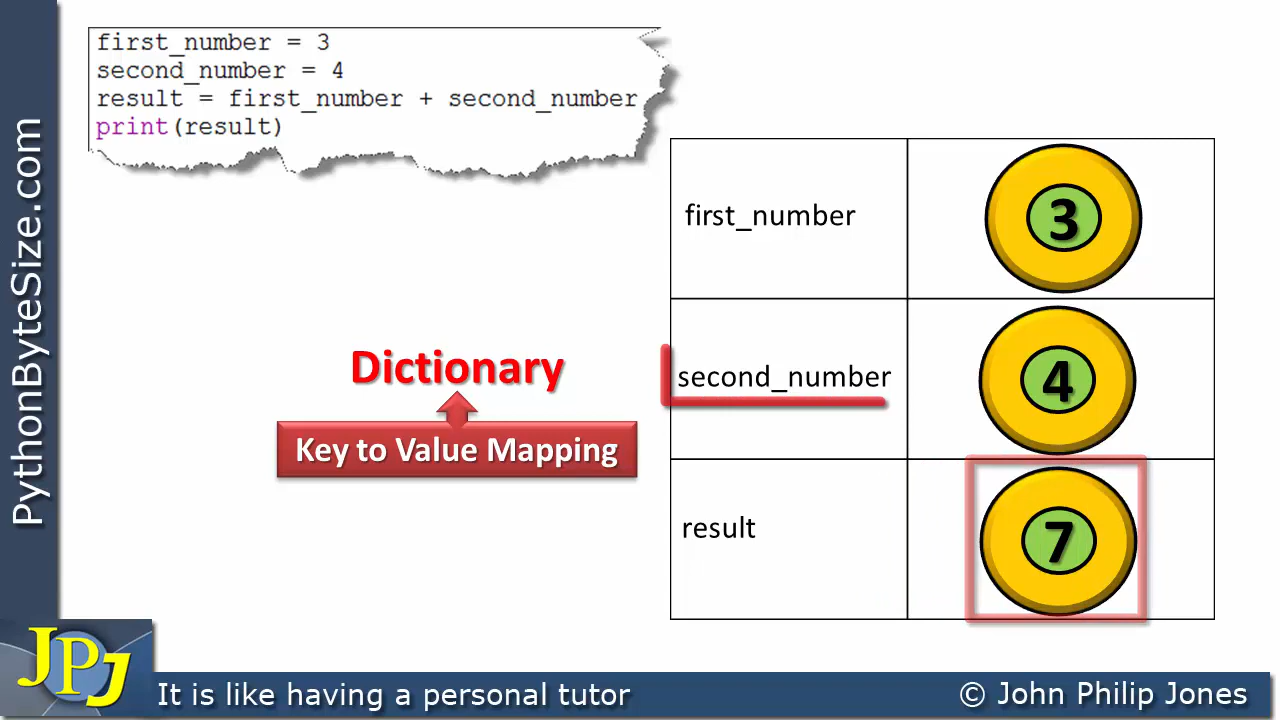 first_number = 3
second_number = 4
result = first_number + second_number
print(result)
first_number
3
second_number
4
result
7
Dictionary
Key to Value Mapping
PythonByteSize.com
JPJ
It is like having a personal tutor
© John Philip Jones